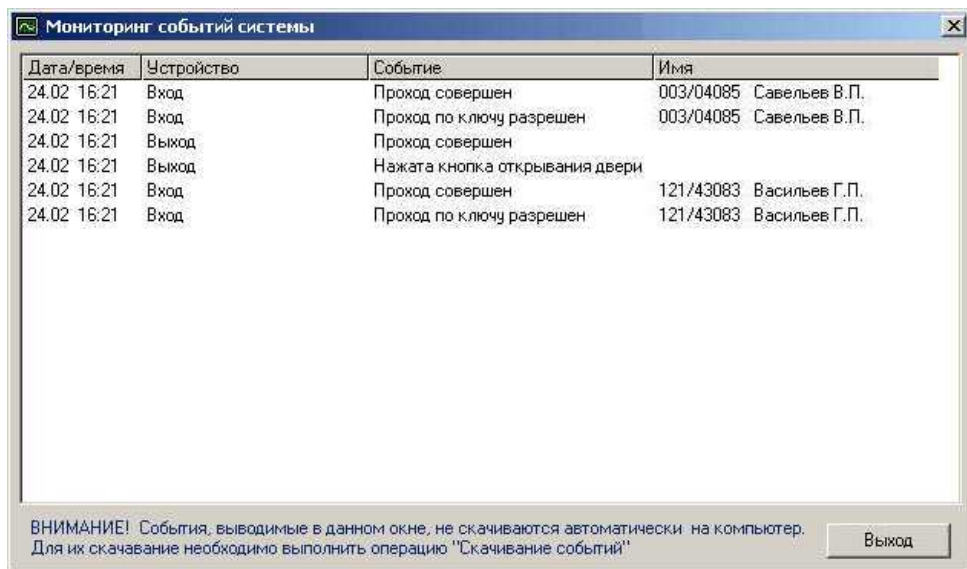 Мониторинг событий системы
Дата/время Устройство Событие Имя
24.02 16:21 Вход Проход совершен 003/04085 Савельев В.П.
24.02 16:21 Вход Проход по ключу разрешен 003/04085 Савельев В.П.
24.02 16:21 Выход Проход совершен
24.02 16:21 Выход Нажата кнопка открывания двери
24.02 16:21 Вход Проход совершен 121/43083 Васильев Г.П.
24.02 16:21 Вход Проход по ключу разрешен 121/43083 Васильев Г.П.
ВНИМАНИЕ! События, выводимые в данном окне, не скачиваются автоматически на компьютер.
Для их скачавание необходимо выполнить операцию "Скачивание событий"
Выход